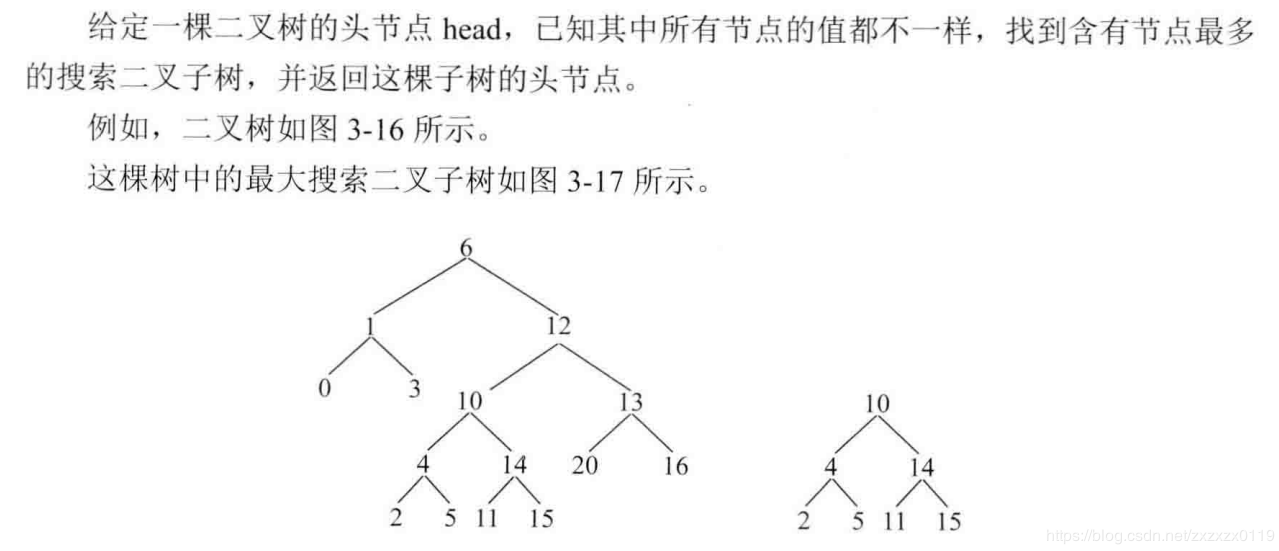 给定一棵二叉树的头节点 head，已知其中所有节点的值都不一样，找到含有节点最多
的搜索二叉子树，并返回这棵子树的头节点。
例如，二叉树如图 3-16 所示。
这棵树中的最大搜索二叉子树如图 3-17 所示。
6
1 12
0 3 10 13 10
4 14 20 16 4 14
2 5 11 15 2 5 11 15
https://blog.csdn.net/zxzxzx0119